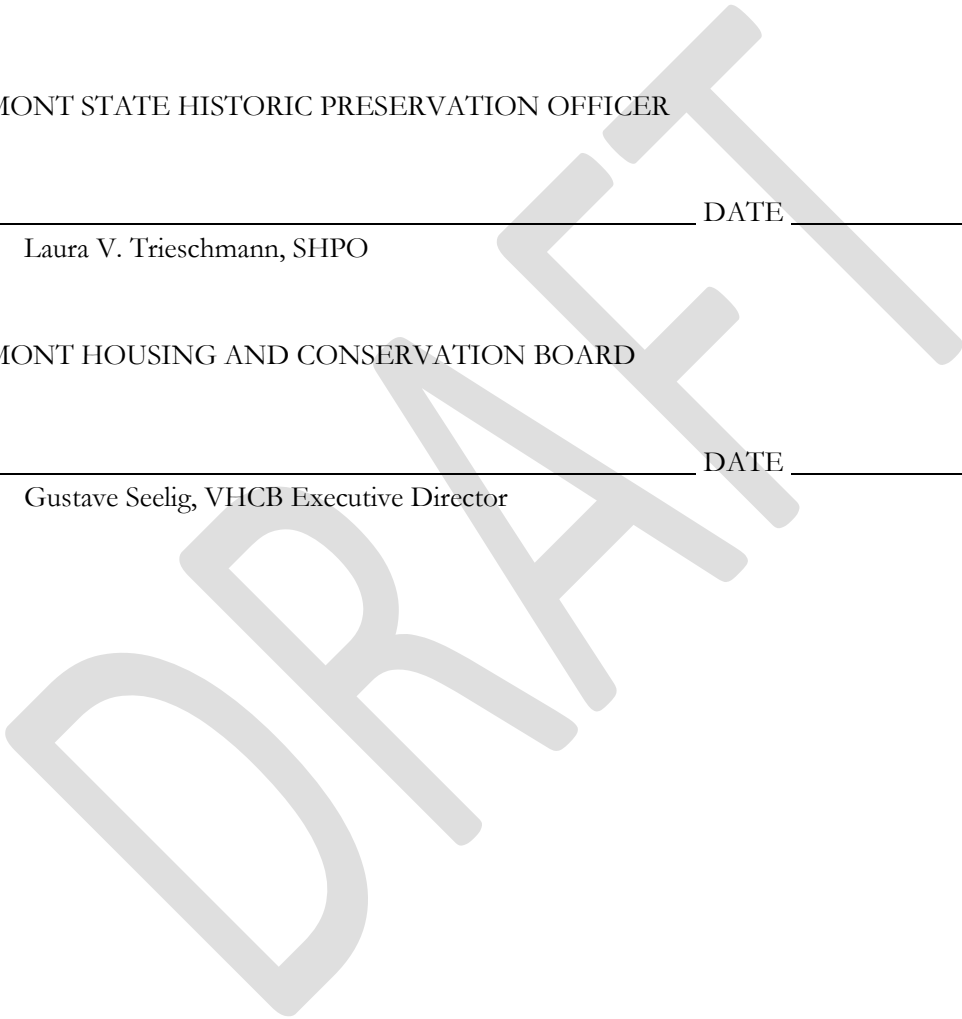 MONT STATE HISTORIC PRESERVATION OFFICER
DATE
Laura V. Trieschmann, SHPO
MONT HOUSING AND CONSERVATION BOARD
DATE
Gustave Seelig, VHCB Executive Director
DRAFT